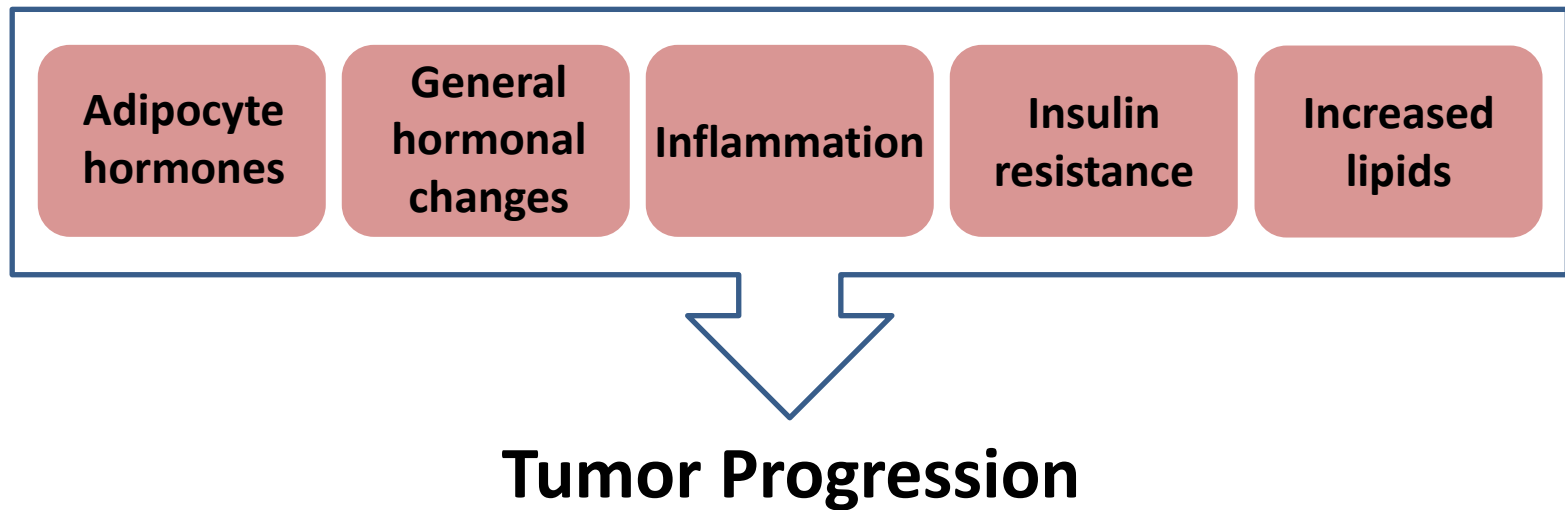 Adipocyte
hormones
General
hormonal
changes
Inflammation
Insulin
resistance
Increased
lipids
Tumor Progression